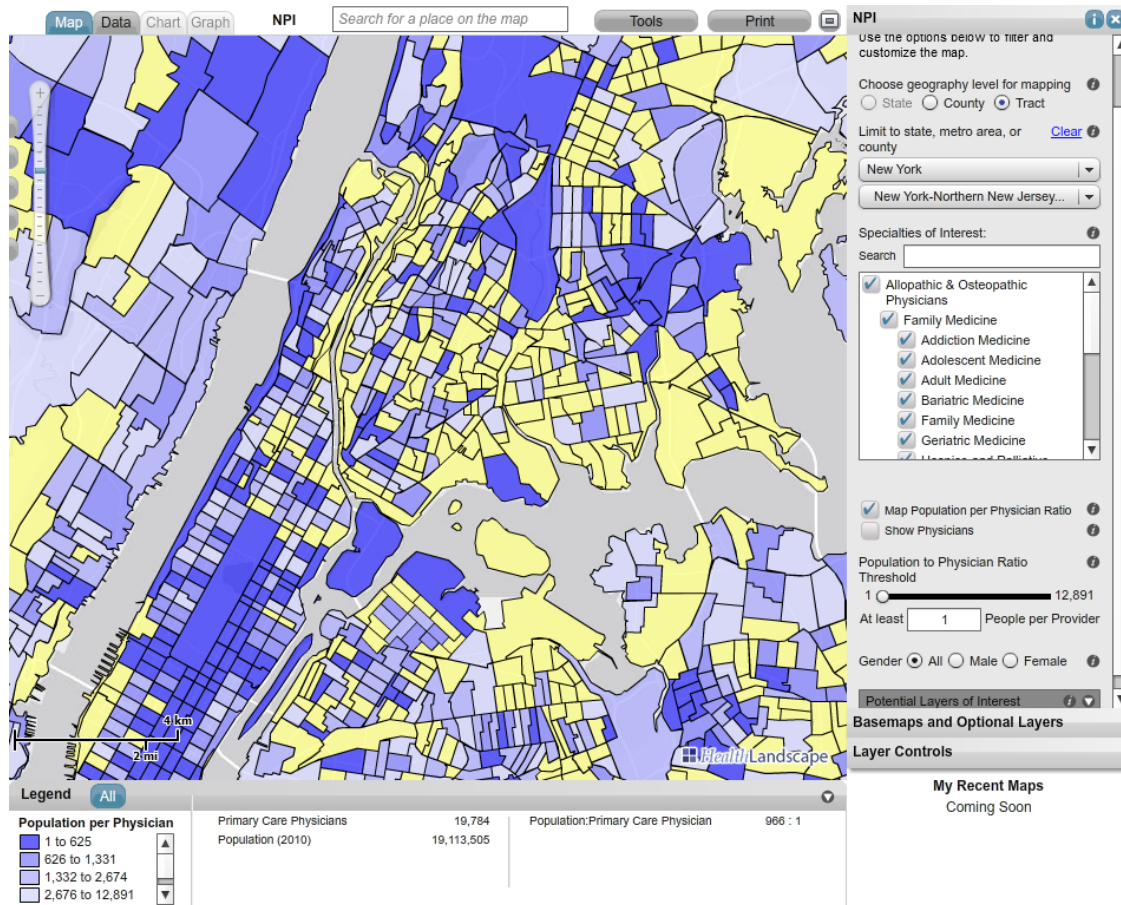 Map Data Chart Graph NPI Search for a place on the map Tools Print
NPI
Use the options below to filter and
customize the map.
Choose geography level for mapping
State County Tract
Limit to state, metro area, or Clear
county
New York
New York-Northern New Jersey...
Specialties of Interest:
Search
Allopathic & Osteopathic
Physicians
Family Medicine
Addiction Medicine
Adolescent Medicine
Adult Medicine
Bariatric Medicine
Family Medicine
Geriatric Medicine
Hospice and Palliative
Map Population per Physician Ratio
Show Physicians
Population to Physician Ratio
Threshold
1 12,891
At least 1 People per Provider
Gender All Male Female
Potential Layers of Interest
Basemaps and Optional Layers
Layer Controls
My Recent Maps
Coming Soon
4 km
2 mi
HealthLandscape
Legend All
Population per Physician
1 to 625
626 to 1,331
1,332 to 2,674
2,676 to 12,891
Primary Care Physicians 19,784
Population (2010) 19,113,505
Population:Primary Care Physician 966 : 1